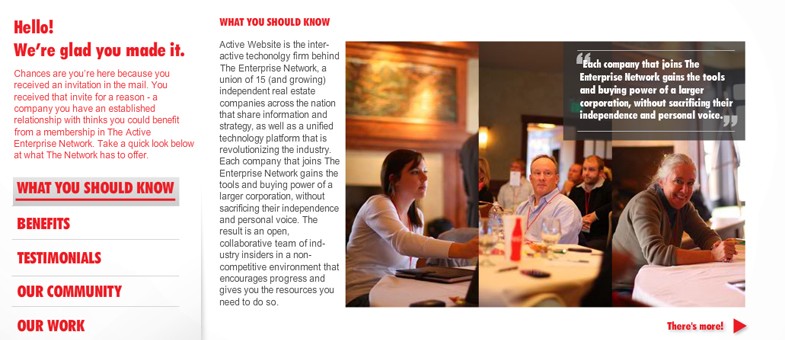 Hello!
We're glad you made it.
Chances are you're here because you
received an invitation in the mail. You
received that invite for a reason - a
company you have an established
relationship with thinks you could benefit
from a membership in The Active
Enterprise Network. Take a quick look below
at what The Network has to offer.
WHAT YOU SHOULD KNOW
BENEFITS
TESTIMONIALS
OUR COMMUNITY
OUR WORK
WHAT YOU SHOULD KNOW
Active Website is the inter-
active techonolgy firm behind
The Enterprise Network, a
union of 15 (and growing)
independent real estate
companies across the nation
that share information and
strategy, as well as a unified
technology platform that is
revolutionizing the industry.
Each company that joins The
Enterprise Network gains the
tools and buying power of a
larger corporation, without
sacrificing their independence
and personal voice. The
result is an open,
collaborative team of ind-
ustry insiders in a non-
competitive environment that
encourages progress and
gives you the resources you
need to do so.
“Each company that joins The
Enterprise Network gains the tools
and buying power of a larger
corporation, without sacrificing their
independence and personal voice.”
There's more!